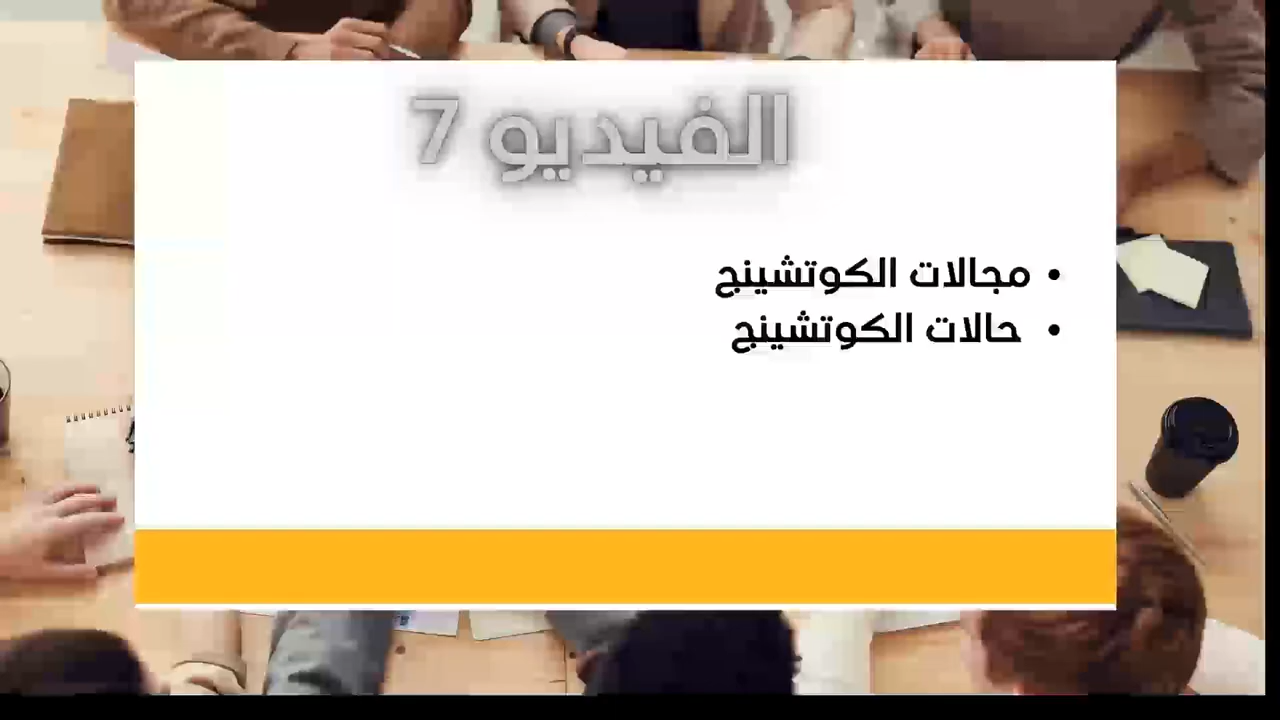 الفيديو 7
• مجالات الكوتشينج
• حالات الكوتشينج